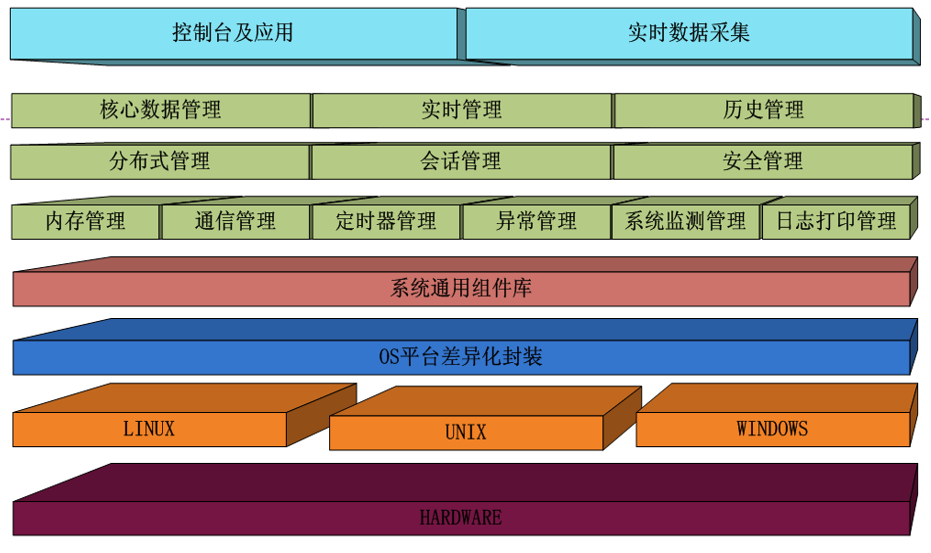 控制台及应用 实时数据采集
核心数据管理 实时管理 历史管理
分布式管理 会话管理 安全管理
内存管理 通信管理 定时器管理 异常管理 系统监测管理 日志打印管理
系统通用组件库
OS平台差异化封装
LINUX UNIX WINDOWS
HARDWARE